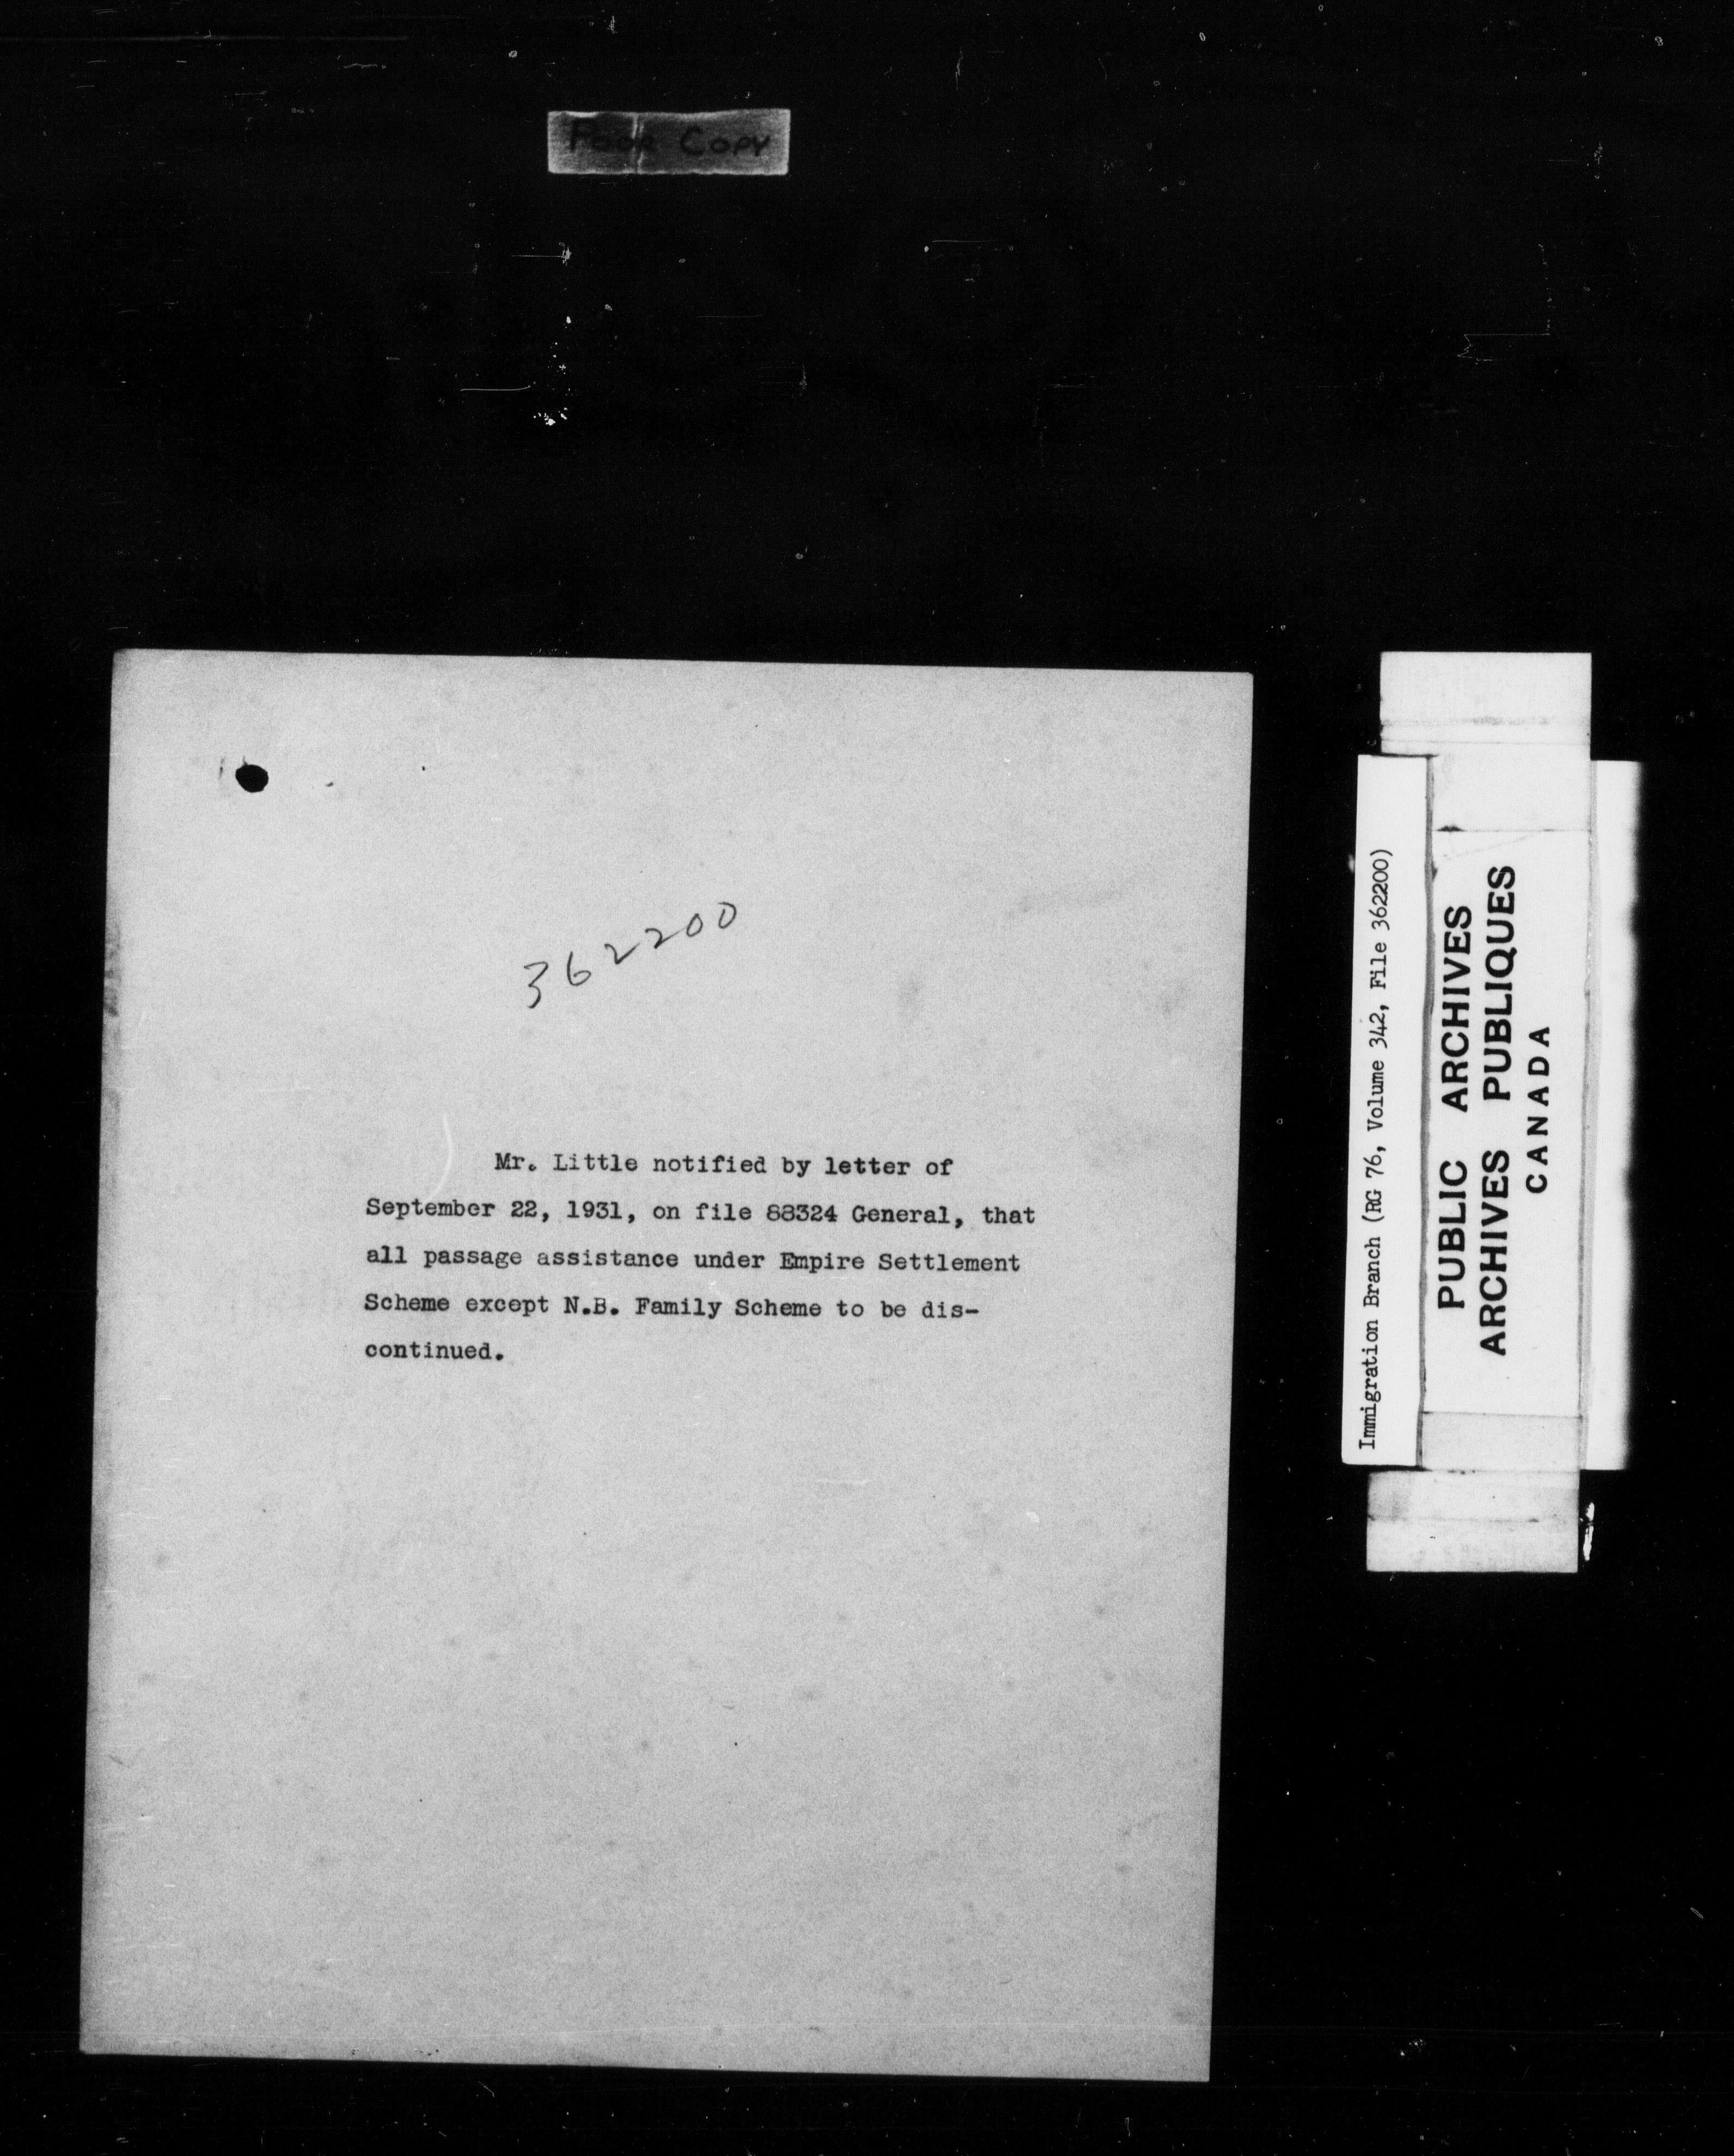 Poor Copy
362200
Mr. Little notified by letter of
September 22, 1931, on file 88324 General, that
all passage assistance under Empire Settlement
Scheme except N.B. Family Scheme to be dis-
continued.
Immigration Branch (RG 76, Volume 342, File 362200)
PUBLIC ARCHIVES
ARCHIVES PUBLIQUES
CANADA